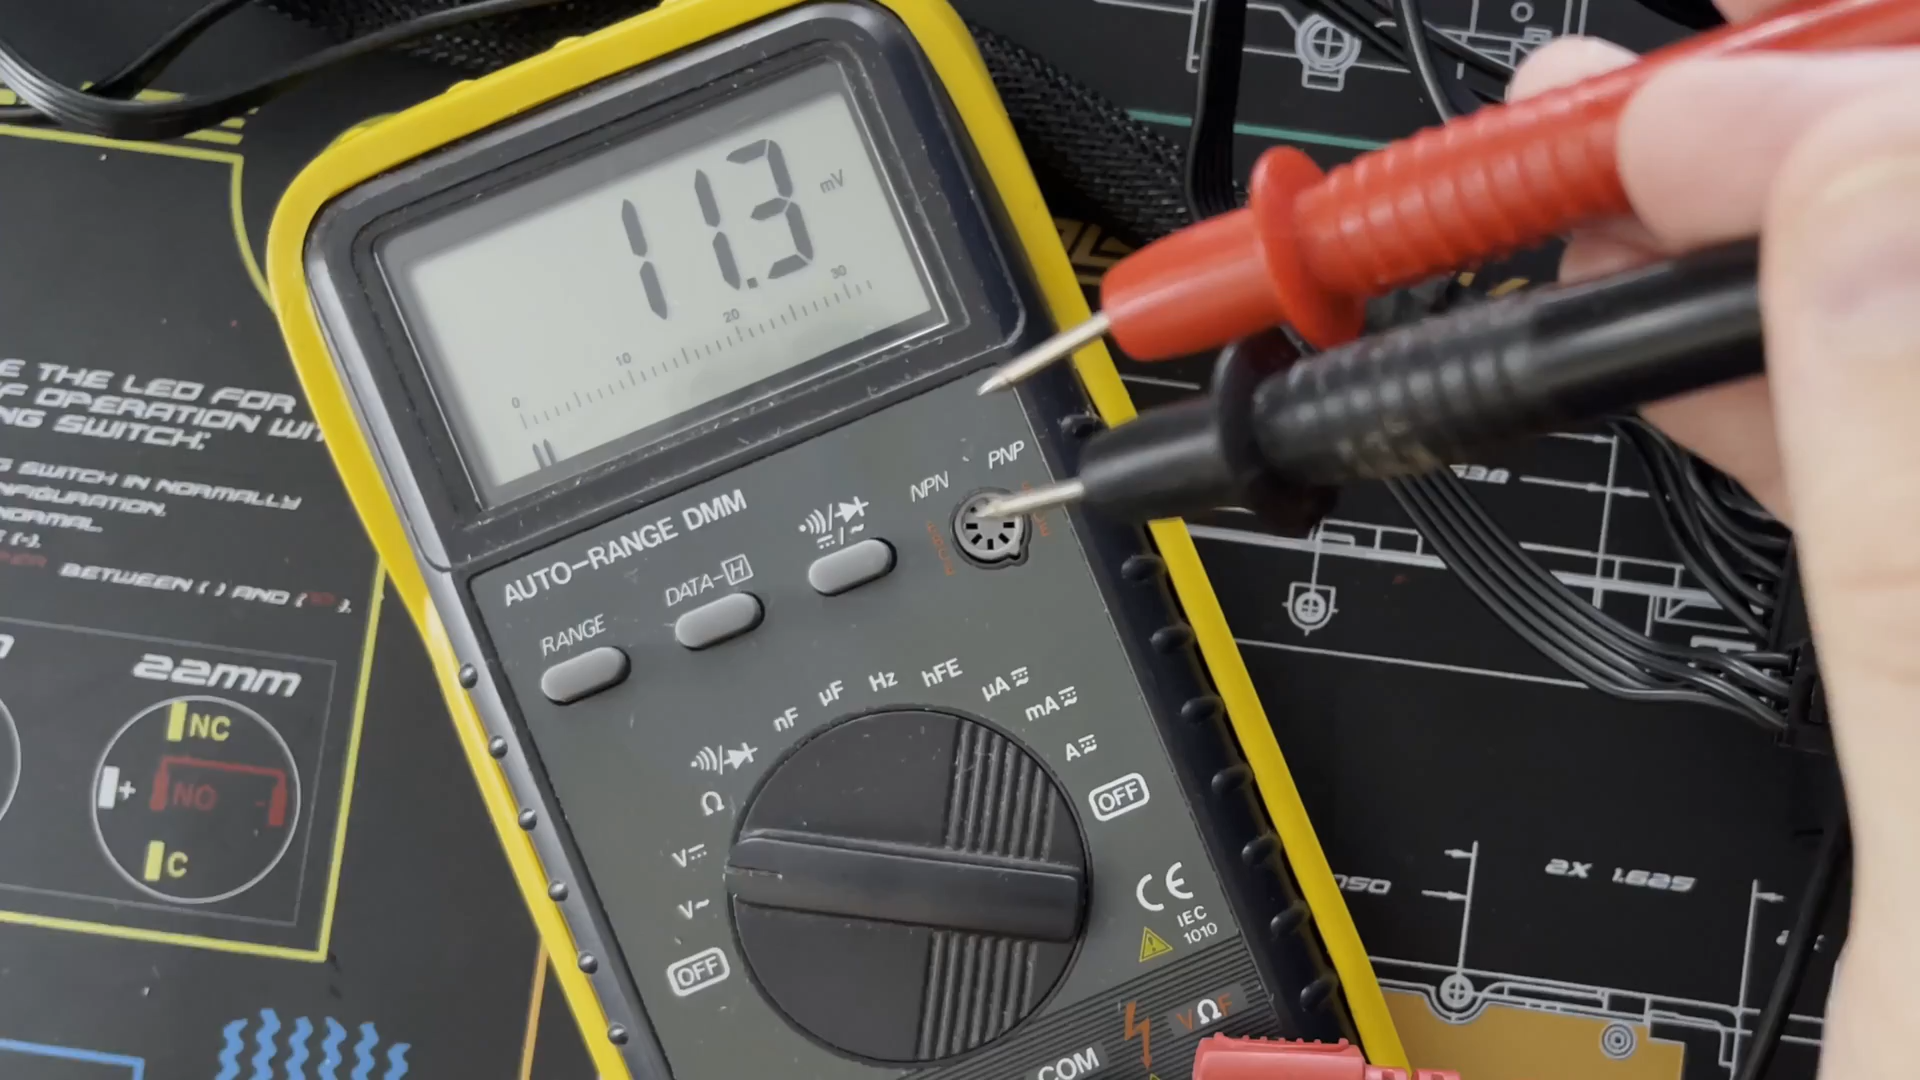 11.3 mV
0 10 20 30
AUTO-RANGE DMM
NPN PNP
RANGE
DATA-H
nF µF Hz hFE µA mA A
Ω
V
V~
OFF
OFF
CE
IEC
1010
COM
VΩF
E THE LED FOR
F OPERATION WI
NG SWITCH:
G SWITCH IN NORMALLY
NFIGURATION.
NORMAL
BETWEEN ( ) AND ( ).
22MM
NC
+ NO -
C
2X 1.625